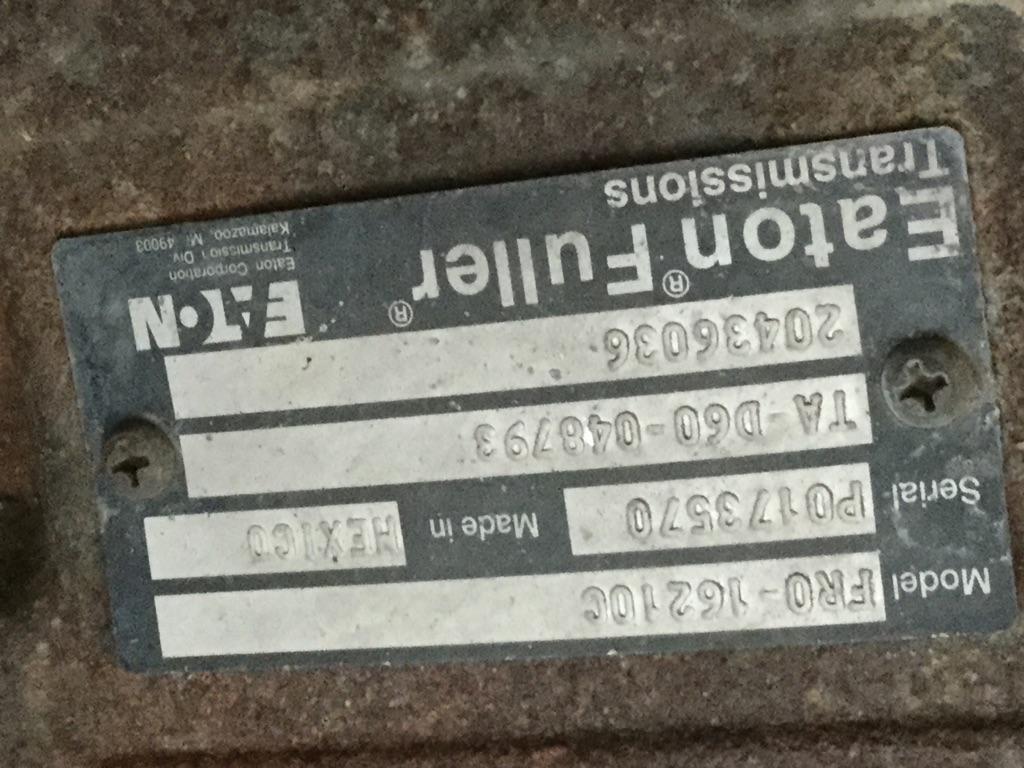 Model FRO-16210C
Serial P0173570 Made in MEXICO
TA-D60-048793
20436036
Eaton® Fuller®
Transmissions
EATON
Eaton Corporation
Transmission Div.
Kalamazoo, MI 49003